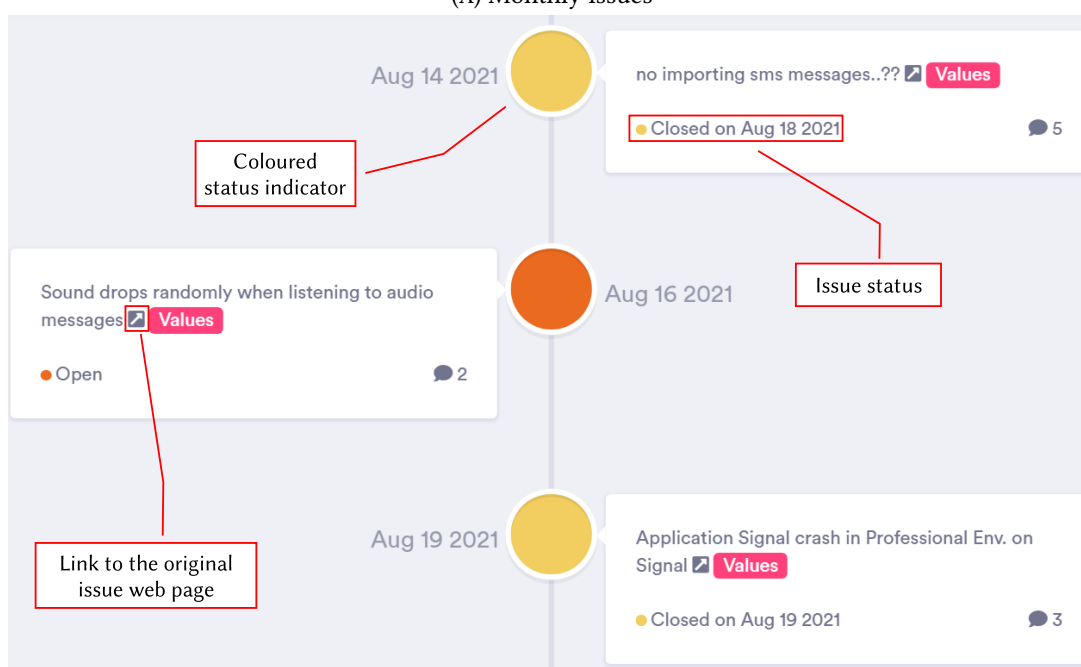 (A) Monthly Issues
Aug 14 2021
no importing sms messages..?? Values
Closed on Aug 18 2021
5
Coloured
status indicator
Issue status
Sound drops randomly when listening to audio
messages Values
Open
2
Aug 16 2021
Link to the original
issue web page
Aug 19 2021
Application Signal crash in Professional Env. on
Signal Values
Closed on Aug 19 2021
3